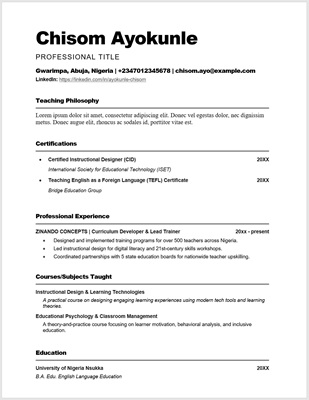 Chisom Ayokunle
PROFESSIONAL TITLE
Gwarimpa, Abuja, Nigeria | +2347012345678 | chisom.ayo@example.com
LinkedIn: https://linkedin.com/in/ayokunle-chisom
Teaching Philosophy
Lorem ipsum dolor sit amet, consectetur adipiscing elit. Donec vel egestas dolor, nec dignissim
metus. Donec augue elit, rhoncus ac sodales id, porttitor vitae est.
Certifications
• Certified Instructional Designer (CID) 20XX
International Society for Educational Technology (ISET)
• Teaching English as a Foreign Language (TEFL) Certificate 20XX
Bridge Education Group
Professional Experience
ZINANDO CONCEPTS | Curriculum Developer & Lead Trainer 20xx - present
• Designed and implemented training programs for over 500 teachers across Nigeria.
• Led instructional design for digital literacy and 21st-century skills workshops.
• Coordinated partnerships with 5 state education boards for nationwide teacher upskilling.
Courses/Subjects Taught
Instructional Design & Learning Technologies
A practical course on designing engaging learning experiences using modern tech tools and learning
theories.
Educational Psychology & Classroom Management
A theory-and-practice course focusing on learner motivation, behavioral analysis, and inclusive
education.
Education
University of Nigeria Nsukka 20XX
B.A. Edu. English Language Education